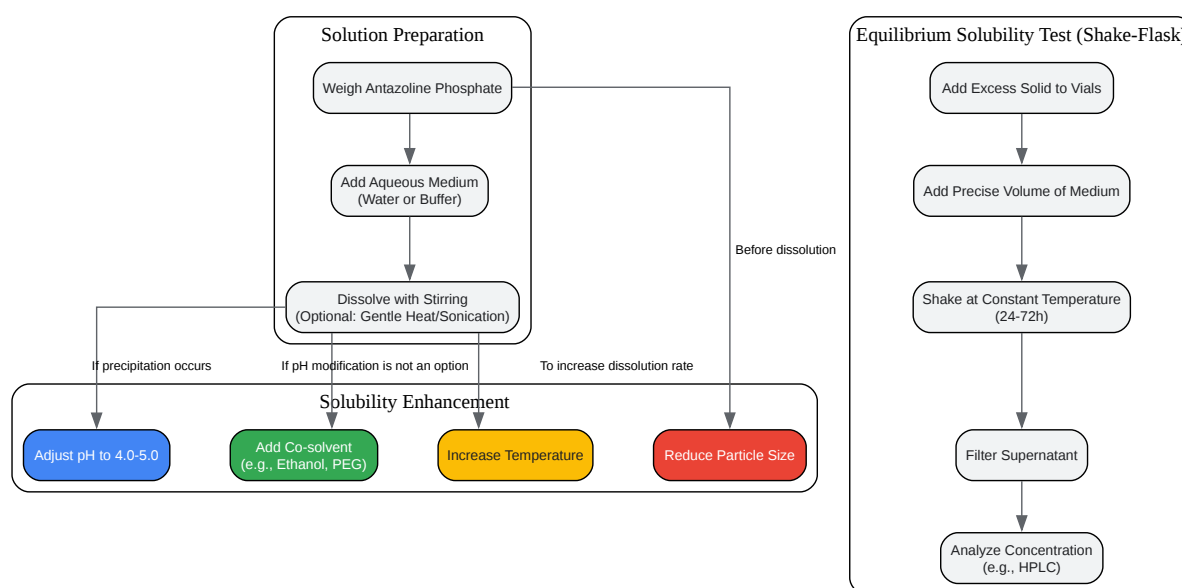 Solution Preparation
Weigh Antazoline Phosphate
Add Aqueous Medium
(Water or Buffer)
Before dissolution
Dissolve with Stirring
(Optional: Gentle Heat/Sonication)
If precipitation occurs
If pH modification is not an option
To increase dissolution rate
Solubility Enhancement
Adjust pH to 4.0-5.0
Add Co-solvent
(e.g., Ethanol, PEG)
Increase Temperature
Reduce Particle Size
Equilibrium Solubility Test (Shake-Flask)
Add Excess Solid to Vials
Add Precise Volume of Medium
Shake at Constant Temperature
(24-72h)
Filter Supernatant
Analyze Concentration
(e.g., HPLC)